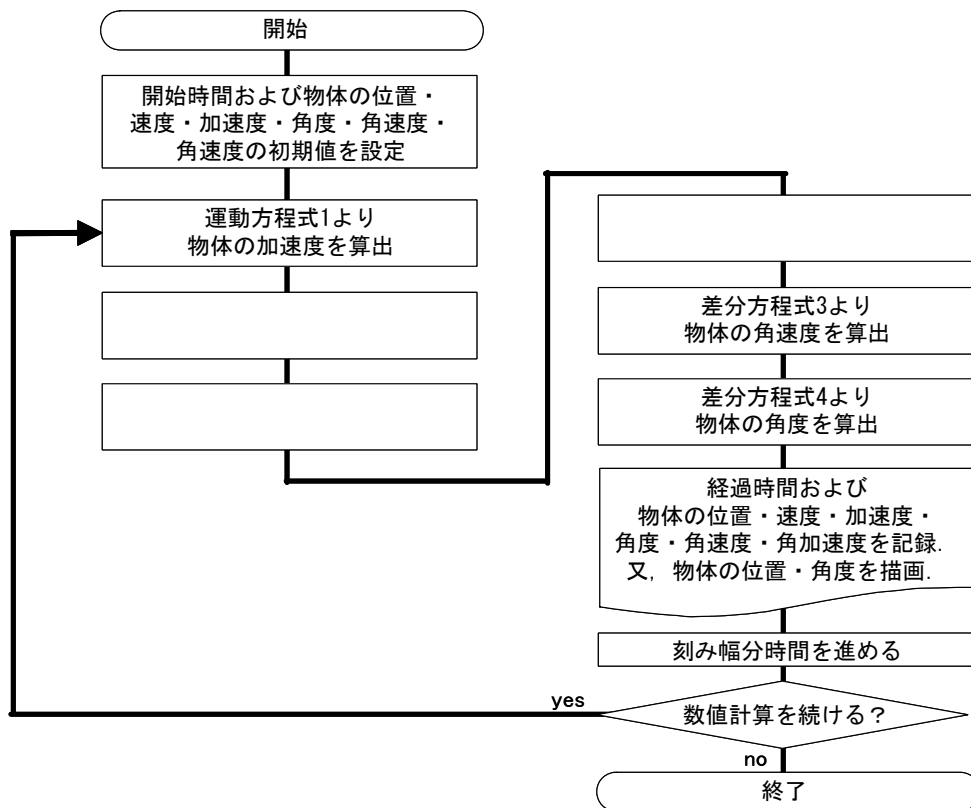 開始
開始時間および物体の位置・
速度・加速度・角度・角速度・
角速度の初期値を設定
運動方程式1より
物体の加速度を算出
差分方程式3より
物体の角速度を算出
差分方程式4より
物体の角度を算出
経過時間および
物体の位置・速度・加速度・
角度・角速度・角加速度を記録.
又, 物体の位置・角度を描画.
刻み幅分時間を進める
yes
数値計算を続ける?
no
終了